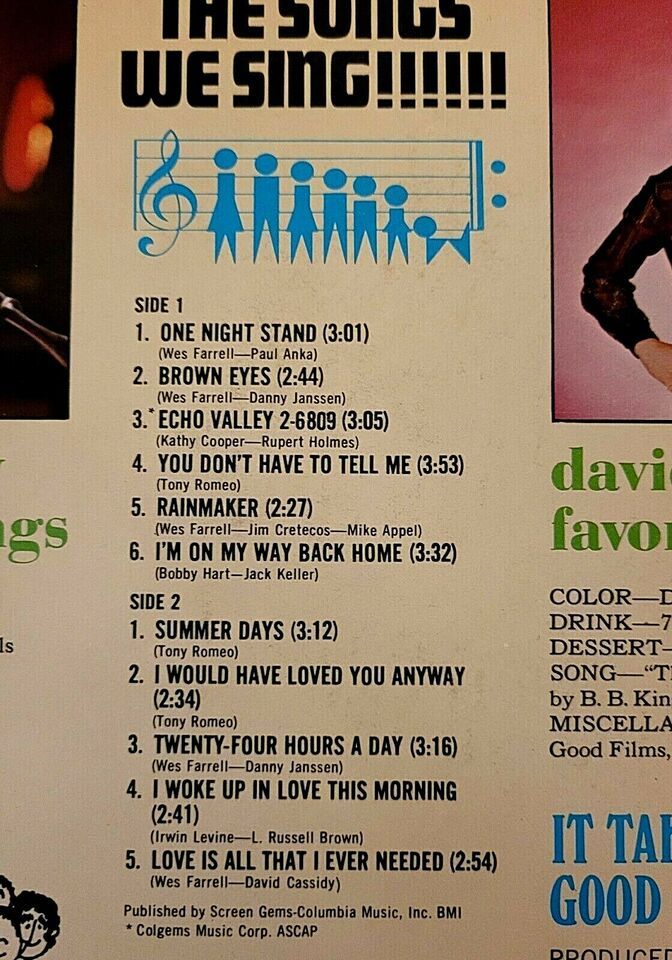 THE SONGS
WE SING!!!!!!
SIDE 1
1. ONE NIGHT STAND (3:01)
(Wes Farrell—Paul Anka)
2. BROWN EYES (2:44)
(Wes Farrell—Danny Janssen)
3.* ECHO VALLEY 2-6809 (3:05)
(Kathy Cooper—Rupert Holmes)
4. YOU DON'T HAVE TO TELL ME (3:53)
(Tony Romeo)
5. RAINMAKER (2:27)
(Wes Farrell—Jim Cretecos—Mike Appel)
6. I'M ON MY WAY BACK HOME (3:32)
(Bobby Hart—Jack Keller)
SIDE 2
1. SUMMER DAYS (3:12)
(Tony Romeo)
2. I WOULD HAVE LOVED YOU ANYWAY
(2:34)
(Tony Romeo)
3. TWENTY-FOUR HOURS A DAY (3:16)
(Wes Farrell—Danny Janssen)
4. I WOKE UP IN LOVE THIS MORNING
(2:41)
(Irwin Levine—L. Russell Brown)
5. LOVE IS ALL THAT I EVER NEEDED (2:54)
(Wes Farrell—David Cassidy)
Published by Screen Gems-Columbia Music, Inc. BMI
* Colgems Music Corp. ASCAP
ngs
ls
davi
favo
COLOR—D
DRINK—7
DESSERT—
SONG—"T
by B. B. Kin
MISCELLA
Good Films,
IT TA
GOOD
PRODUCED